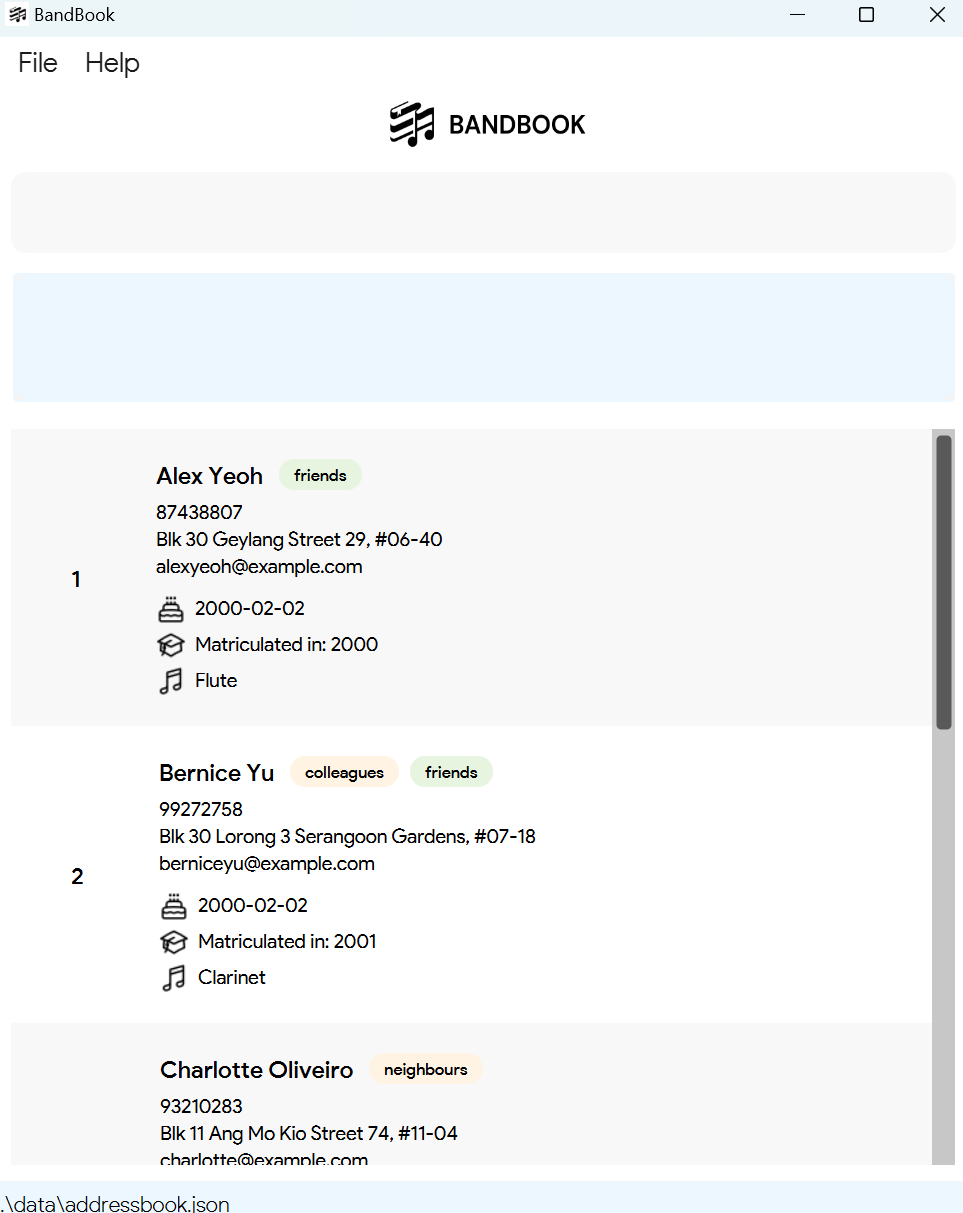 BandBook
File Help
BANDBOOK
Alex Yeoh friends
87438807
Blk 30 Geylang Street 29, #06-40
alexyeoh@example.com
1
2000-02-02
Matriculated in: 2000
Flute
Bernice Yu colleagues friends
99272758
Blk 30 Lorong 3 Serangoon Gardens, #07-18
berniceyu@example.com
2
2000-02-02
Matriculated in: 2001
Clarinet
Charlotte Oliveiro neighbours
93210283
Blk 11 Ang Mo Kio Street 74, #11-04
charlotte@example.com
.\data\addressbook.json